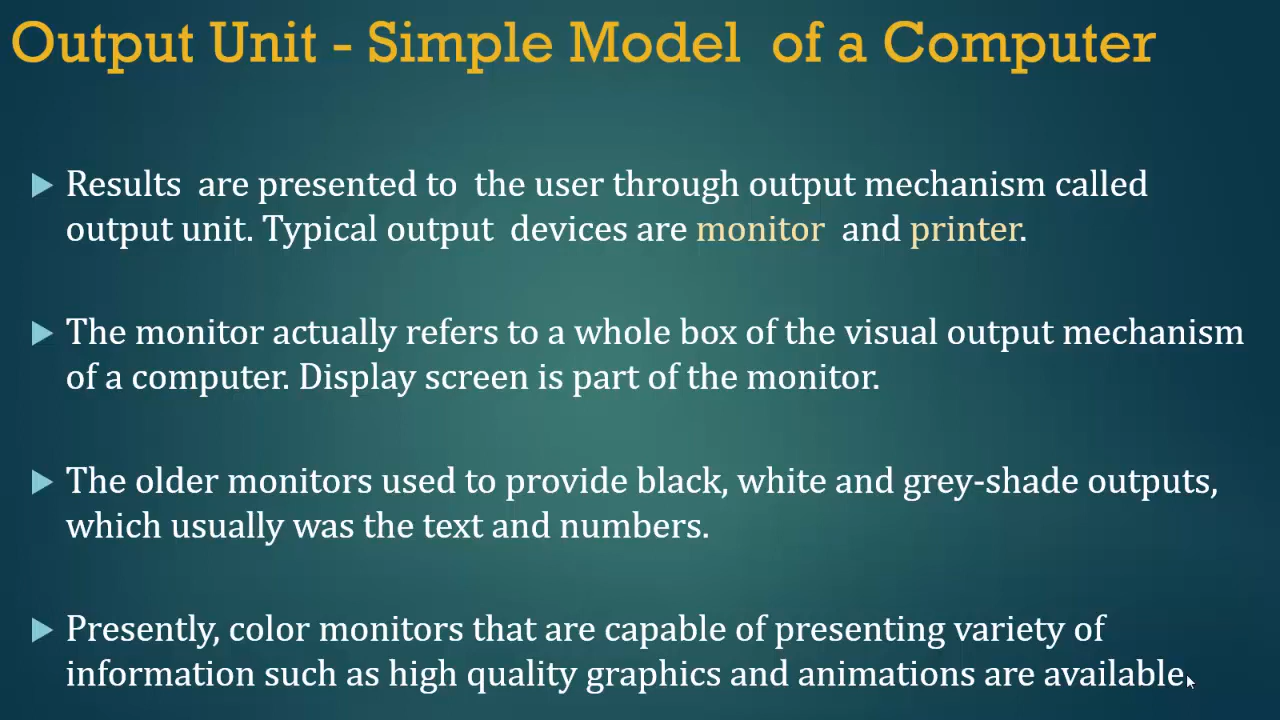 Output Unit - Simple Model of a Computer
Results are presented to the user through output mechanism called
output unit. Typical output devices are monitor and printer.
The monitor actually refers to a whole box of the visual output mechanism
of a computer. Display screen is part of the monitor.
The older monitors used to provide black, white and grey-shade outputs,
which usually was the text and numbers.
Presently, color monitors that are capable of presenting variety of
information such as high quality graphics and animations are available.